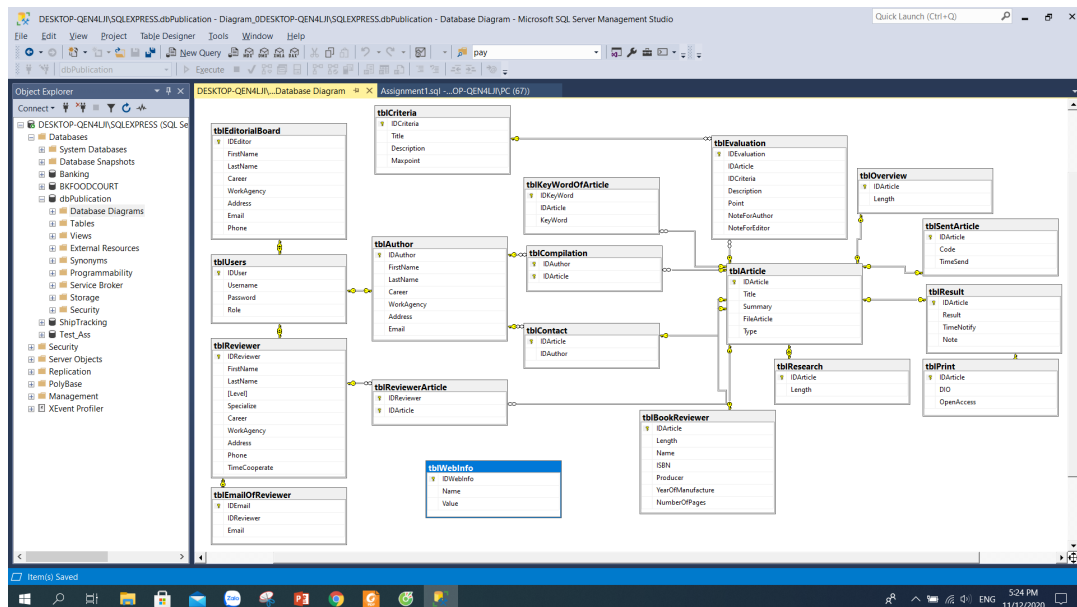 DESKTOP-QEN4LJI\SQLEXPRESS.dbPublication - Diagram_0DESKTOP-QEN4LJI\SQLEXPRESS.dbPublication - Database Diagram - Microsoft SQL Server Management Studio
Quick Launch (Ctrl+Q)
File Edit View Project Table Designer Tools Window Help
New Query
pay
dbPublication
Execute
Object Explorer
DESKTOP-QEN4LJI\...Database Diagram
Assignment1.sql -...OP-QEN4LJI\PC (67))
Connect
DESKTOP-QEN4LJI\SQLEXPRESS (SQL Se
Databases
System Databases
Database Snapshots
Banking
BKFOODCOURT
dbPublication
Database Diagrams
Tables
Views
External Resources
Synonyms
Programmability
Service Broker
Storage
Security
ShipTracking
Test_Ass
Security
Server Objects
Replication
PolyBase
Management
XEvent Profiler
tblEditorialBoard
IDEditor
FirstName
LastName
Career
WorkAgency
Address
Email
Phone
tblUsers
IDUser
Username
Password
Role
tblReviewer
IDReviewer
FirstName
LastName
[Level]
Specialize
Career
WorkAgency
Address
Phone
TimeCooperate
tblEmailOfReviewer
IDEmail
IDReviewer
Email
tblCriteria
IDCriteria
Title
Description
Maxpoint
tblAuthor
IDAuthor
FirstName
LastName
Career
WorkAgency
Address
Email
tblReviewerArticle
IDReviewer
IDArticle
tblWebInfo
IDWebInfo
Name
Value
tblKeyWordOfArticle
IDKeyWord
IDArticle
KeyWord
tblCompilation
IDAuthor
IDArticle
tblContact
IDArticle
IDAuthor
tblEvaluation
IDEvaluation
IDArticle
IDCriteria
Description
Point
NoteForAuthor
NoteForEditor
tblArticle
IDArticle
Title
Summary
FileArticle
Type
tblBookReviewer
IDArticle
Length
Name
ISBN
Producer
YearOfManufacture
NumberOfPages
tblResearch
IDArticle
Length
tblOverview
IDArticle
Length
tblSentArticle
IDArticle
Code
TimeSend
tblResult
IDArticle
Result
TimeNotify
Note
tblPrint
IDArticle
DIO
OpenAccess
Item(s) Saved
Zalo
ENG
5:24 PM
11/12/2020